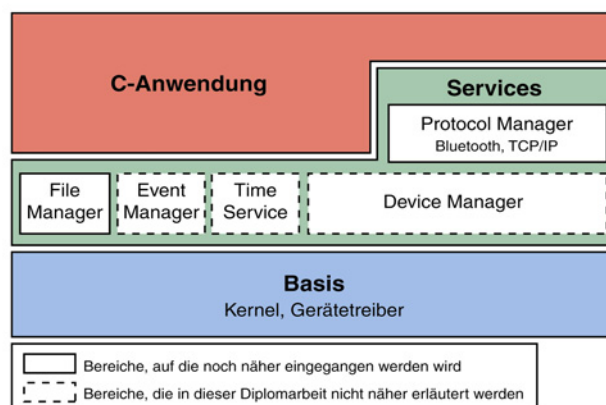 C-Anwendung
Services
Protocol Manager
Bluetooth, TCP/IP
File
Manager
Event
Manager
Time
Service
Device Manager
Basis
Kernel, Gerätetreiber
Bereiche, auf die noch näher eingegangen werden wird
Bereiche, die in dieser Diplomarbeit nicht näher erläutert werden